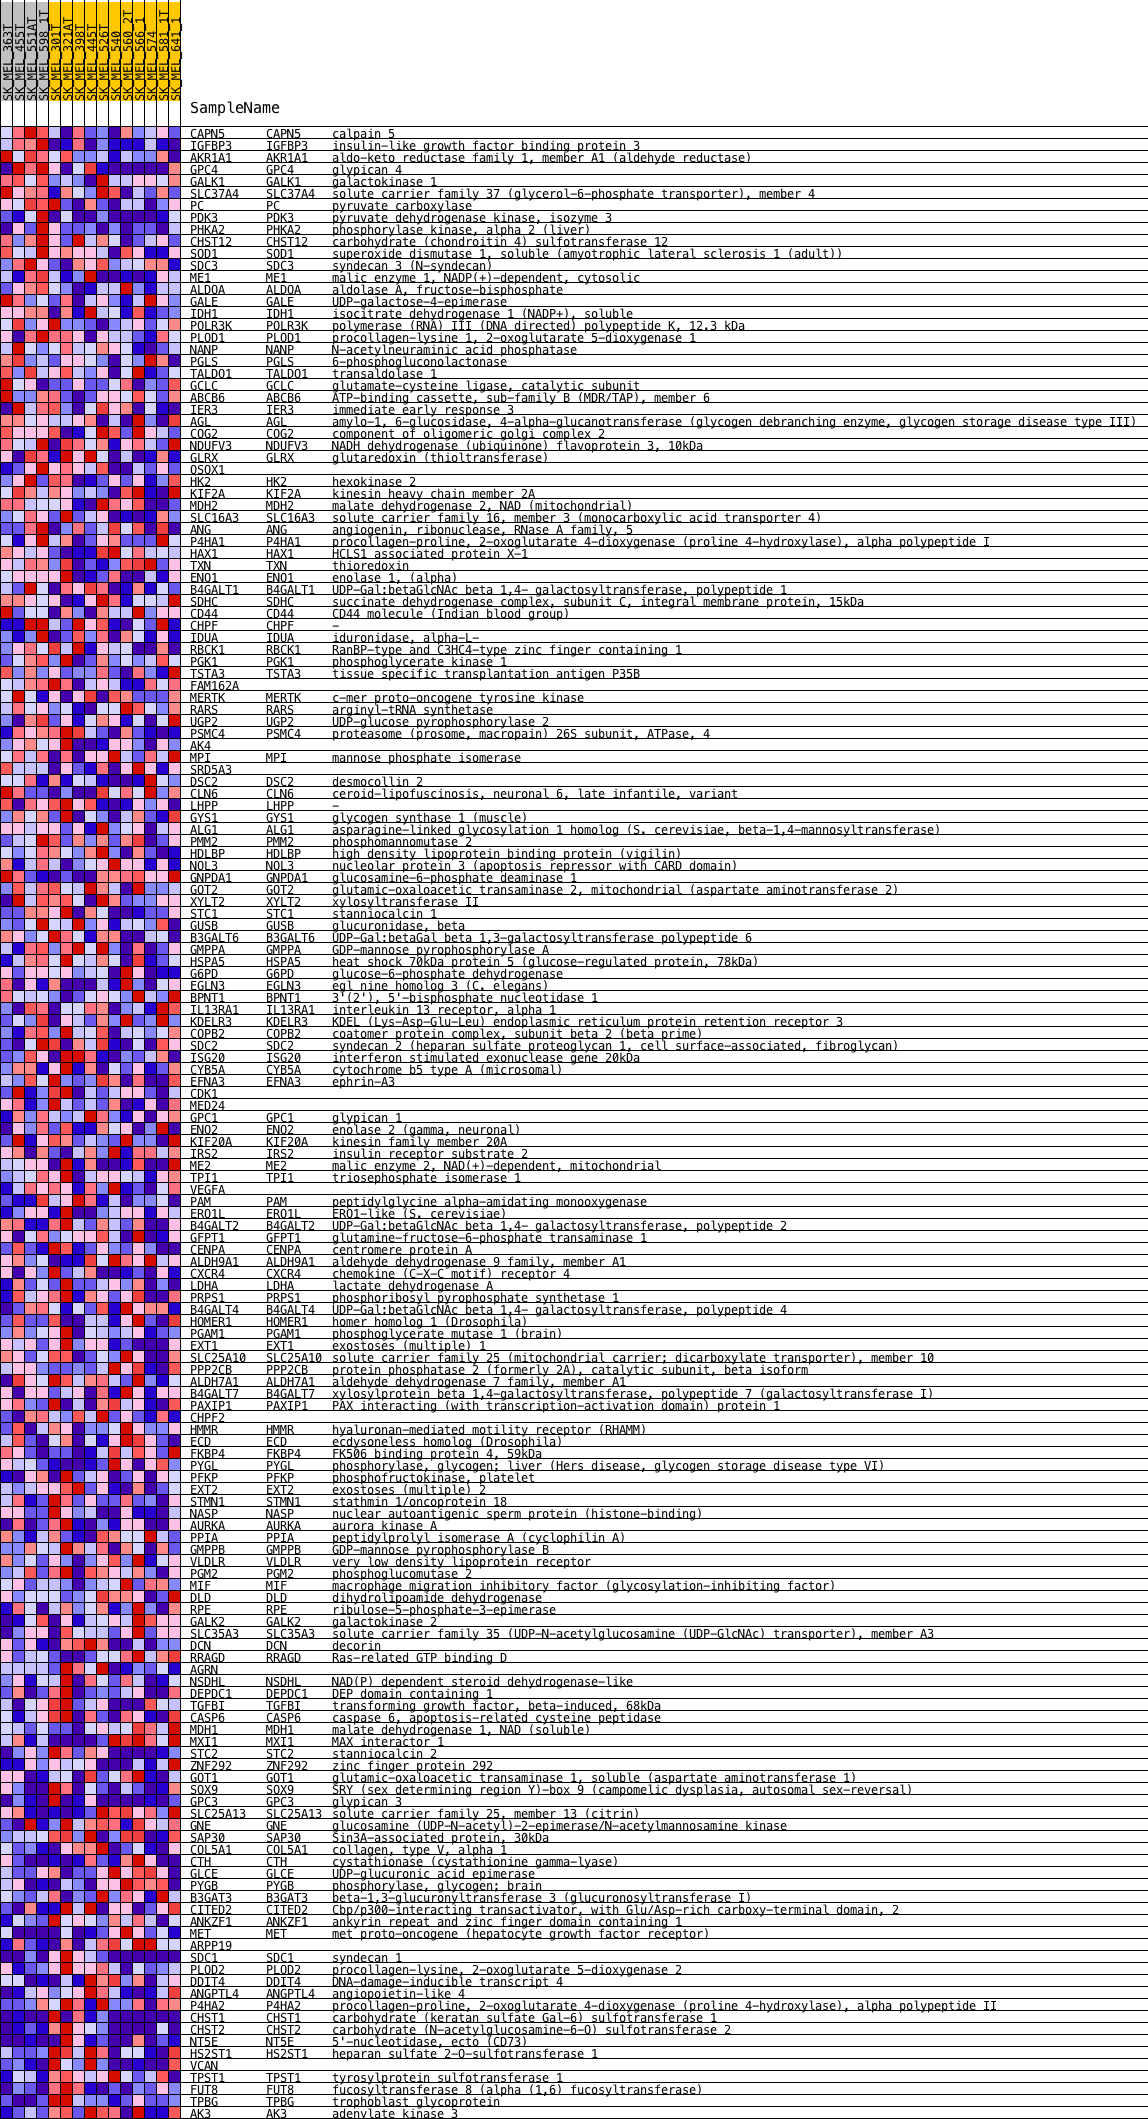 SK_MEL_363T
SK_MEL_455T
SK_MEL_551AT
SK_MEL_598_1T
SK_MEL_301T
SK_MEL_321AT
SK_MEL_398T
SK_MEL_445T
SK_MEL_526T
SK_MEL_540
SK_MEL_560_2T
SK_MEL_566_1
SK_MEL_574
SK_MEL_581_1T
SK_MEL_641_1
SampleName
CAPN5 CAPN5 calpain 5
IGFBP3 IGFBP3 insulin-like growth factor binding protein 3
AKR1A1 AKR1A1 aldo-keto reductase family 1, member A1 (aldehyde reductase)
GPC4 GPC4 glypican 4
GALK1 GALK1 galactokinase 1
SLC37A4 SLC37A4 solute carrier family 37 (glycerol-6-phosphate transporter), member 4
PC PC pyruvate carboxylase
PDK3 PDK3 pyruvate dehydrogenase kinase, isozyme 3
PHKA2 PHKA2 phosphorylase kinase, alpha 2 (liver)
CHST12 CHST12 carbohydrate (chondroitin 4) sulfotransferase 12
SOD1 SOD1 superoxide dismutase 1, soluble (amyotrophic lateral sclerosis 1 (adult))
SDC3 SDC3 syndecan 3 (N-syndecan)
ME1 ME1 malic enzyme 1, NADP(+)-dependent, cytosolic
ALDOA ALDOA aldolase A, fructose-bisphosphate
GALE GALE UDP-galactose-4-epimerase
IDH1 IDH1 isocitrate dehydrogenase 1 (NADP+), soluble
POLR3K POLR3K polymerase (RNA) III (DNA directed) polypeptide K, 12.3 kDa
PLOD1 PLOD1 procollagen-lysine 1, 2-oxoglutarate 5-dioxygenase 1
NANP NANP N-acetylneuraminic acid phosphatase
PGLS PGLS 6-phosphogluconolactonase
TALDO1 TALDO1 transaldolase 1
GCLC GCLC glutamate-cysteine ligase, catalytic subunit
ABCB6 ABCB6 ATP-binding cassette, sub-family B (MDR/TAP), member 6
IER3 IER3 immediate early response 3
AGL AGL amylo-1, 6-glucosidase, 4-alpha-glucanotransferase (glycogen debranching enzyme, glycogen storage disease type III)
COG2 COG2 component of oligomeric golgi complex 2
NDUFV3 NDUFV3 NADH dehydrogenase (ubiquinone) flavoprotein 3, 10kDa
GLRX GLRX glutaredoxin (thioltransferase)
QSOX1
HK2 HK2 hexokinase 2
KIF2A KIF2A kinesin heavy chain member 2A
MDH2 MDH2 malate dehydrogenase 2, NAD (mitochondrial)
SLC16A3 SLC16A3 solute carrier family 16, member 3 (monocarboxylic acid transporter 4)
ANG ANG angiogenin, ribonuclease, RNase A family, 5
P4HA1 P4HA1 procollagen-proline, 2-oxoglutarate 4-dioxygenase (proline 4-hydroxylase), alpha polypeptide I
HAX1 HAX1 HCLS1 associated protein X-1
TXN TXN thioredoxin
ENO1 ENO1 enolase 1, (alpha)
B4GALT1 B4GALT1 UDP-Gal:betaGlcNAc beta 1,4- galactosyltransferase, polypeptide 1
SDHC SDHC succinate dehydrogenase complex, subunit C, integral membrane protein, 15kDa
CD44 CD44 CD44 molecule (Indian blood group)
CHPF CHPF -
IDUA IDUA iduronidase, alpha-L-
RBCK1 RBCK1 RanBP-type and C3HC4-type zinc finger containing 1
PGK1 PGK1 phosphoglycerate kinase 1
TSTA3 TSTA3 tissue specific transplantation antigen P35B
FAM162A
MERTK MERTK c-mer proto-oncogene tyrosine kinase
RARS RARS arginyl-tRNA synthetase
UGP2 UGP2 UDP-glucose pyrophosphorylase 2
PSMC4 PSMC4 proteasome (prosome, macropain) 26S subunit, ATPase, 4
AK4
MPI MPI mannose phosphate isomerase
SRD5A3
DSC2 DSC2 desmocollin 2
CLN6 CLN6 ceroid-lipofuscinosis, neuronal 6, late infantile, variant
LHPP LHPP -
GYS1 GYS1 glycogen synthase 1 (muscle)
ALG1 ALG1 asparagine-linked glycosylation 1 homolog (S. cerevisiae, beta-1,4-mannosyltransferase)
PMM2 PMM2 phosphomannomutase 2
HDLBP HDLBP high density lipoprotein binding protein (vigilin)
NOL3 NOL3 nucleolar protein 3 (apoptosis repressor with CARD domain)
GNPDA1 GNPDA1 glucosamine-6-phosphate deaminase 1
GOT2 GOT2 glutamic-oxaloacetic transaminase 2, mitochondrial (aspartate aminotransferase 2)
XYLT2 XYLT2 xylosyltransferase II
STC1 STC1 stanniocalcin 1
GUSB GUSB glucuronidase, beta
B3GALT6 B3GALT6 UDP-Gal:betaGal beta 1,3-galactosyltransferase polypeptide 6
GMPPA GMPPA GDP-mannose pyrophosphorylase A
HSPA5 HSPA5 heat shock 70kDa protein 5 (glucose-regulated protein, 78kDa)
G6PD G6PD glucose-6-phosphate dehydrogenase
EGLN3 EGLN3 egl nine homolog 3 (C. elegans)
BPNT1 BPNT1 3'(2'), 5'-bisphosphate nucleotidase 1
IL13RA1 IL13RA1 interleukin 13 receptor, alpha 1
KDELR3 KDELR3 KDEL (Lys-Asp-Glu-Leu) endoplasmic reticulum protein retention receptor 3
COPB2 COPB2 coatomer protein complex, subunit beta 2 (beta prime)
SDC2 SDC2 syndecan 2 (heparan sulfate proteoglycan 1, cell surface-associated, fibroglycan)
ISG20 ISG20 interferon stimulated exonuclease gene 20kDa
CYB5A CYB5A cytochrome b5 type A (microsomal)
EFNA3 EFNA3 ephrin-A3
CDK1
MED24
GPC1 GPC1 glypican 1
ENO2 ENO2 enolase 2 (gamma, neuronal)
KIF20A KIF20A kinesin family member 20A
IRS2 IRS2 insulin receptor substrate 2
ME2 ME2 malic enzyme 2, NAD(+)-dependent, mitochondrial
TPI1 TPI1 triosephosphate isomerase 1
VEGFA
PAM PAM peptidylglycine alpha-amidating monooxygenase
ERO1L ERO1L ERO1-like (S. cerevisiae)
B4GALT2 B4GALT2 UDP-Gal:betaGlcNAc beta 1,4- galactosyltransferase, polypeptide 2
GFPT1 GFPT1 glutamine-fructose-6-phosphate transaminase 1
CENPA CENPA centromere protein A
ALDH9A1 ALDH9A1 aldehyde dehydrogenase 9 family, member A1
CXCR4 CXCR4 chemokine (C-X-C motif) receptor 4
LDHA LDHA lactate dehydrogenase A
PRPS1 PRPS1 phosphoribosyl pyrophosphate synthetase 1
B4GALT4 B4GALT4 UDP-Gal:betaGlcNAc beta 1,4- galactosyltransferase, polypeptide 4
HOMER1 HOMER1 homer homolog 1 (Drosophila)
PGAM1 PGAM1 phosphoglycerate mutase 1 (brain)
EXT1 EXT1 exostoses (multiple) 1
SLC25A10 SLC25A10 solute carrier family 25 (mitochondrial carrier; dicarboxylate transporter), member 10
PPP2CB PPP2CB protein phosphatase 2 (formerly 2A), catalytic subunit, beta isoform
ALDH7A1 ALDH7A1 aldehyde dehydrogenase 7 family, member A1
B4GALT7 B4GALT7 xylosylprotein beta 1,4-galactosyltransferase, polypeptide 7 (galactosyltransferase I)
PAXIP1 PAXIP1 PAX interacting (with transcription-activation domain) protein 1
CHPF2
HMMR HMMR hyaluronan-mediated motility receptor (RHAMM)
ECD ECD ecdysoneless homolog (Drosophila)
FKBP4 FKBP4 FK506 binding protein 4, 59kDa
PYGL PYGL phosphorylase, glycogen; liver (Hers disease, glycogen storage disease type VI)
PFKP PFKP phosphofructokinase, platelet
EXT2 EXT2 exostoses (multiple) 2
STMN1 STMN1 stathmin 1/oncoprotein 18
NASP NASP nuclear autoantigenic sperm protein (histone-binding)
AURKA AURKA aurora kinase A
PPIA PPIA peptidylprolyl isomerase A (cyclophilin A)
GMPPB GMPPB GDP-mannose pyrophosphorylase B
VLDLR VLDLR very low density lipoprotein receptor
PGM2 PGM2 phosphoglucomutase 2
MIF MIF macrophage migration inhibitory factor (glycosylation-inhibiting factor)
DLD DLD dihydrolipoamide dehydrogenase
RPE RPE ribulose-5-phosphate-3-epimerase
GALK2 GALK2 galactokinase 2
SLC35A3 SLC35A3 solute carrier family 35 (UDP-N-acetylglucosamine (UDP-GlcNAc) transporter), member A3
DCN DCN decorin
RRAGD RRAGD Ras-related GTP binding D
AGRN
NSDHL NSDHL NAD(P) dependent steroid dehydrogenase-like
DEPDC1 DEPDC1 DEP domain containing 1
TGFBI TGFBI transforming growth factor, beta-induced, 68kDa
CASP6 CASP6 caspase 6, apoptosis-related cysteine peptidase
MDH1 MDH1 malate dehydrogenase 1, NAD (soluble)
MXI1 MXI1 MAX interactor 1
STC2 STC2 stanniocalcin 2
ZNF292 ZNF292 zinc finger protein 292
GOT1 GOT1 glutamic-oxaloacetic transaminase 1, soluble (aspartate aminotransferase 1)
SOX9 SOX9 SRY (sex determining region Y)-box 9 (campomelic dysplasia, autosomal sex-reversal)
GPC3 GPC3 glypican 3
SLC25A13 SLC25A13 solute carrier family 25, member 13 (citrin)
GNE GNE glucosamine (UDP-N-acetyl)-2-epimerase/N-acetylmannosamine kinase
SAP30 SAP30 Sin3A-associated protein, 30kDa
COL5A1 COL5A1 collagen, type V, alpha 1
CTH CTH cystathionase (cystathionine gamma-lyase)
GLCE GLCE UDP-glucuronic acid epimerase
PYGB PYGB phosphorylase, glycogen; brain
B3GAT3 B3GAT3 beta-1,3-glucuronyltransferase 3 (glucuronosyltransferase I)
CITED2 CITED2 Cbp/p300-interacting transactivator, with Glu/Asp-rich carboxy-terminal domain, 2
ANKZF1 ANKZF1 ankyrin repeat and zinc finger domain containing 1
MET MET met proto-oncogene (hepatocyte growth factor receptor)
ARPP19
SDC1 SDC1 syndecan 1
PLOD2 PLOD2 procollagen-lysine, 2-oxoglutarate 5-dioxygenase 2
DDIT4 DDIT4 DNA-damage-inducible transcript 4
ANGPTL4 ANGPTL4 angiopoietin-like 4
P4HA2 P4HA2 procollagen-proline, 2-oxoglutarate 4-dioxygenase (proline 4-hydroxylase), alpha polypeptide II
CHST1 CHST1 carbohydrate (keratan sulfate Gal-6) sulfotransferase 1
CHST2 CHST2 carbohydrate (N-acetylglucosamine-6-O) sulfotransferase 2
NT5E NT5E 5'-nucleotidase, ecto (CD73)
HS2ST1 HS2ST1 heparan sulfate 2-O-sulfotransferase 1
VCAN
TPST1 TPST1 tyrosylprotein sulfotransferase 1
FUT8 FUT8 fucosyltransferase 8 (alpha (1,6) fucosyltransferase)
TPBG TPBG trophoblast glycoprotein
AK3 AK3 adenylate kinase 3